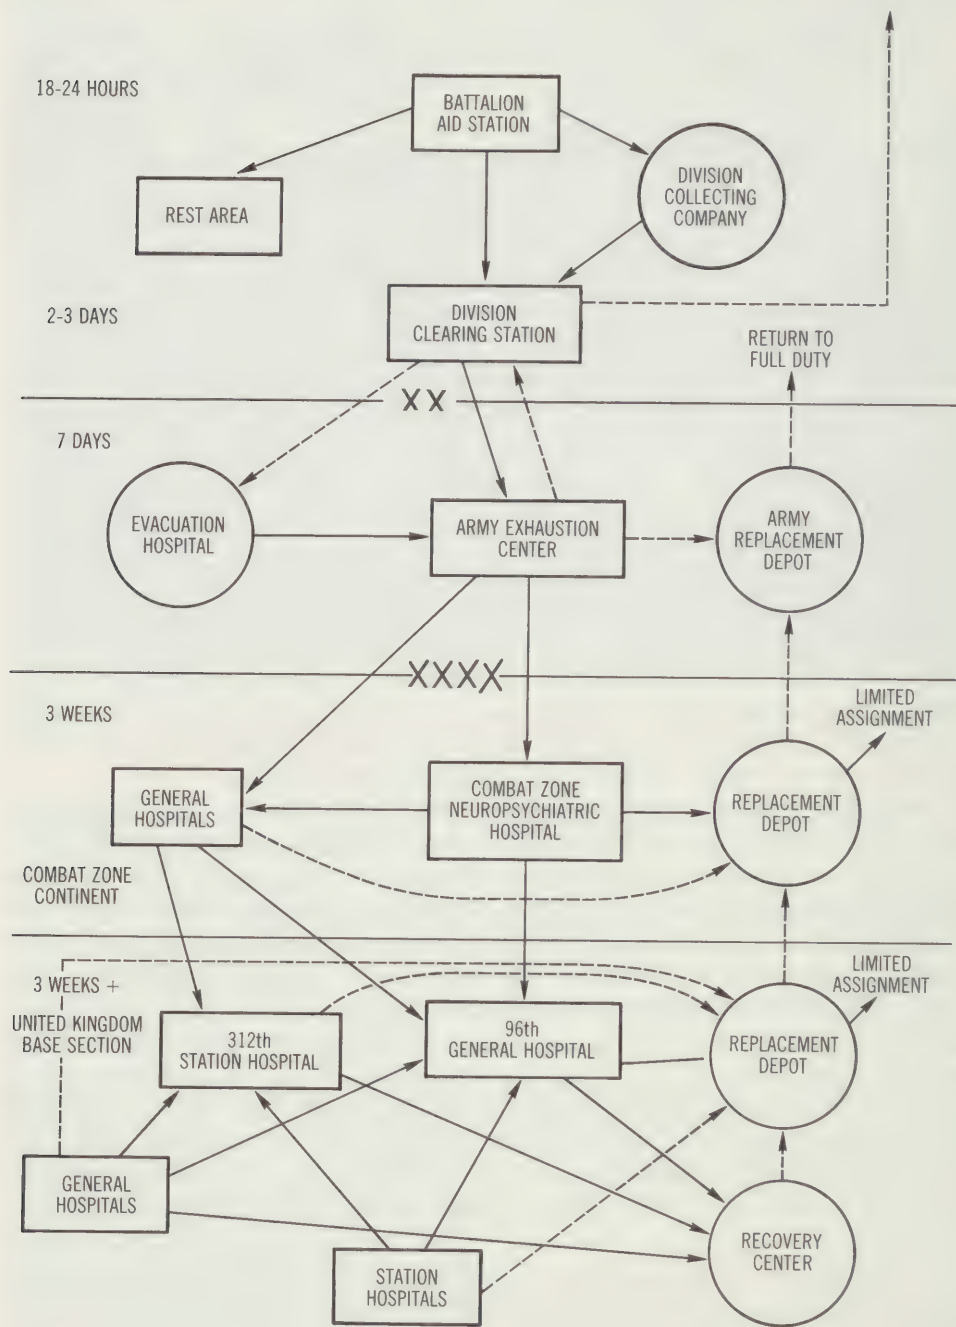 18-24 HOURS
BATTALION
AID STATION
REST AREA
DIVISION
COLLECTING
COMPANY
2-3 DAYS
DIVISION
CLEARING STATION
RETURN TO
FULL DUTY
XX
7 DAYS
EVACUATION
HOSPITAL
ARMY EXHAUSTION
CENTER
ARMY
REPLACEMENT
DEPOT
XXXX
3 WEEKS
LIMITED
ASSIGNMENT
GENERAL
HOSPITALS
COMBAT ZONE
NEUROPSYCHIATRIC
HOSPITAL
REPLACEMENT
DEPOT
COMBAT ZONE
CONTINENT
3 WEEKS +
UNITED KINGDOM
BASE SECTION
LIMITED
ASSIGNMENT
312th
STATION HOSPITAL
96th
GENERAL HOSPITAL
REPLACEMENT
DEPOT
GENERAL
HOSPITALS
STATION
HOSPITALS
RECOVERY
CENTER